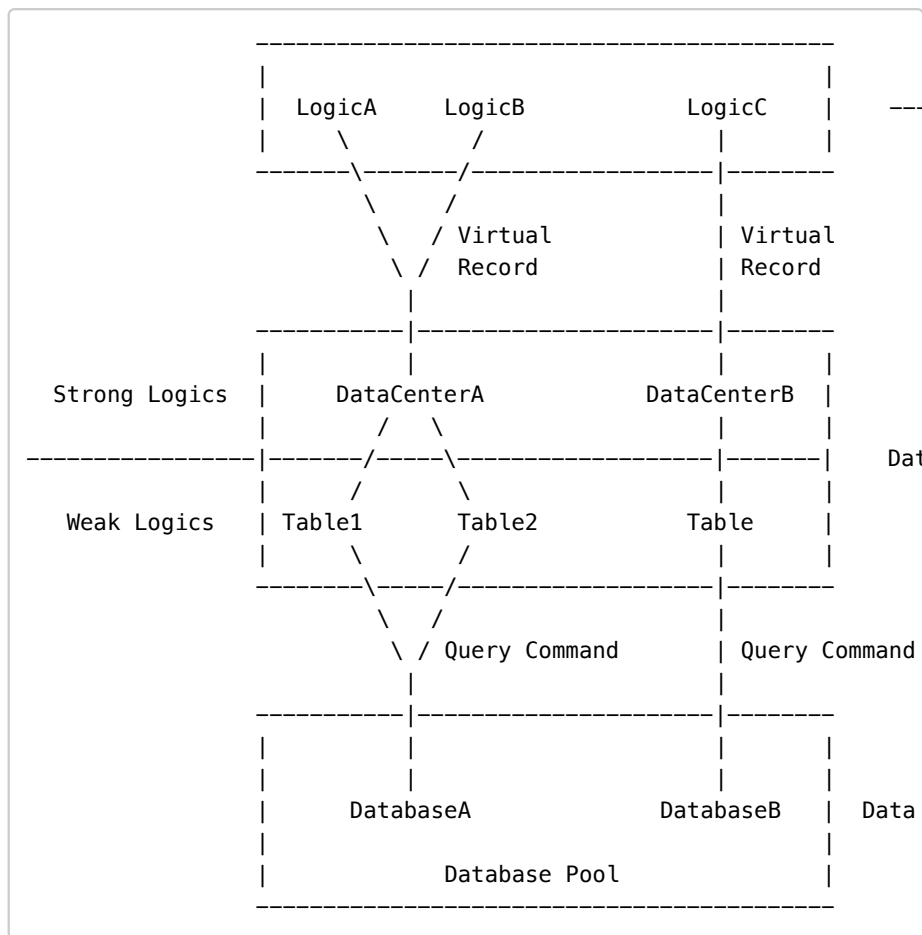 LogicA LogicB LogicC
Virtual Virtual
Record Record
Strong Logics DataCenterA DataCenterB
Dat
Weak Logics Table1 Table2 Table
Query Command Query Command
DatabaseA DatabaseB Data
Database Pool